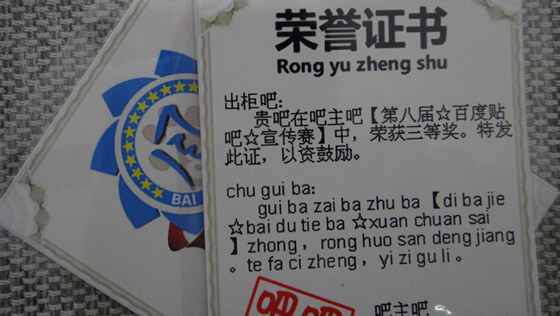 荣誉证书
Rong yu zheng shu
出柜吧:
贵吧在吧主吧【第八届☆百度贴
吧☆宣传赛】中，荣获三等奖。特发
此证，以资鼓励。
chu gui ba:
gui ba zai ba zhu ba【di ba jie
☆bai du tie ba ☆xuan chuan sai
】zhong，rong huo san deng jiang
。te fa ci zheng，yi zi gu li。
吧主吧
BAI